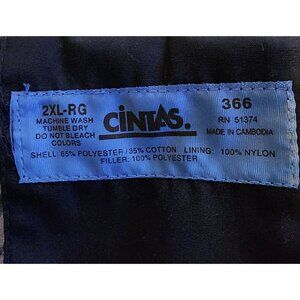 2XL-RG
MACHINE WASH
TUMBLE DRY
DO NOT BLEACH
COLORS
CiNTAS.
366
RN 51374
MADE IN CAMBODIA
SHELL: 65% POLYESTER / 35% COTTON LINING: 100% NYLON
FILLER: 100% POLYESTER